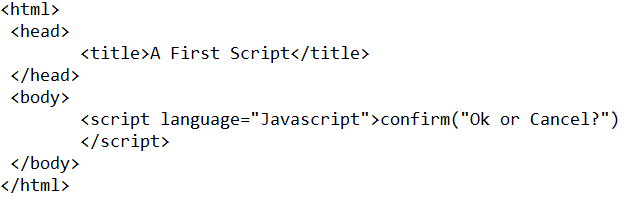 <html>
<head>
<title>A First Script</title>
</head>
<body>
<script language="Javascript">confirm("Ok or Cancel?")
</script>
</body>
</html>